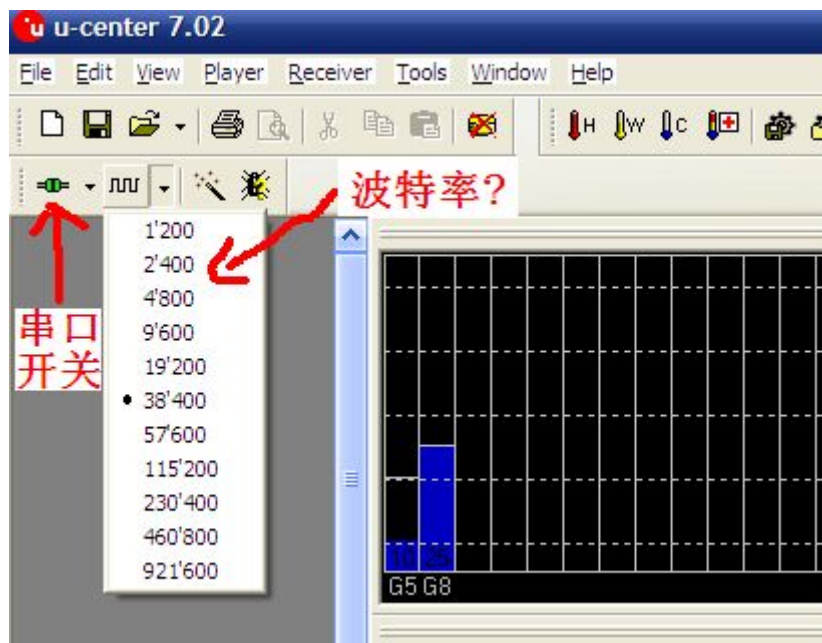 u u-center 7.02
File Edit View Player Receiver Tools Window Help
H W C
波特率?
1'200
2'400
4'800
9'600
19'200
38'400
57'600
115'200
230'400
460'800
921'600
串口
开关
10 25
G5 G8